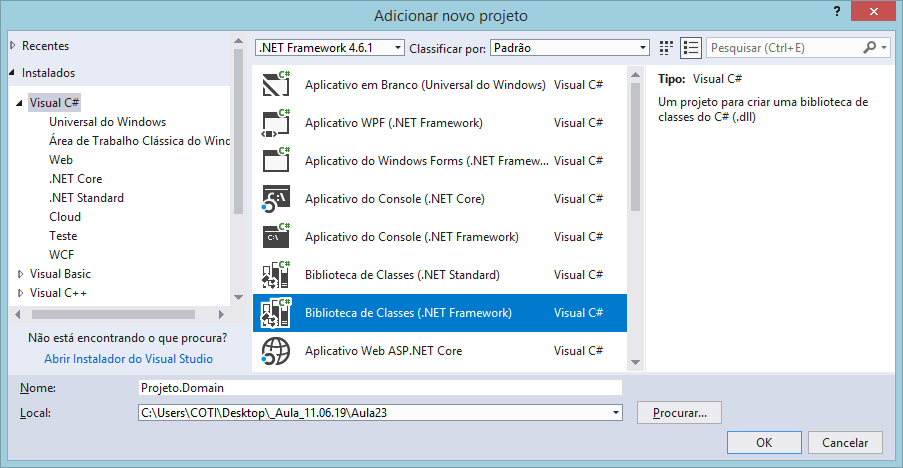 Adicionar novo projeto
?
Recentes
Instalados
Visual C#
Universal do Windows
Área de Trabalho Clássica do Wind
Web
.NET Core
.NET Standard
Cloud
Teste
WCF
Visual Basic
Visual C++
Não está encontrando o que procura?
Abrir Instalador do Visual Studio
.NET Framework 4.6.1 Classificar por: Padrão
Pesquisar (Ctrl+E)
Aplicativo em Branco (Universal do Windows) Visual C#
Aplicativo WPF (.NET Framework) Visual C#
Aplicativo do Windows Forms (.NET Framew... Visual C#
Aplicativo do Console (.NET Core) Visual C#
Aplicativo do Console (.NET Framework) Visual C#
Biblioteca de Classes (.NET Standard) Visual C#
Biblioteca de Classes (.NET Framework) Visual C#
Aplicativo Web ASP.NET Core Visual C#
Tipo: Visual C#
Um projeto para criar uma biblioteca de
classes do C# (.dll)
Nome: Projeto.Domain
Local: C:\Users\COTI\Desktop\_Aula_11.06.19\Aula23 Procurar...
OK Cancelar